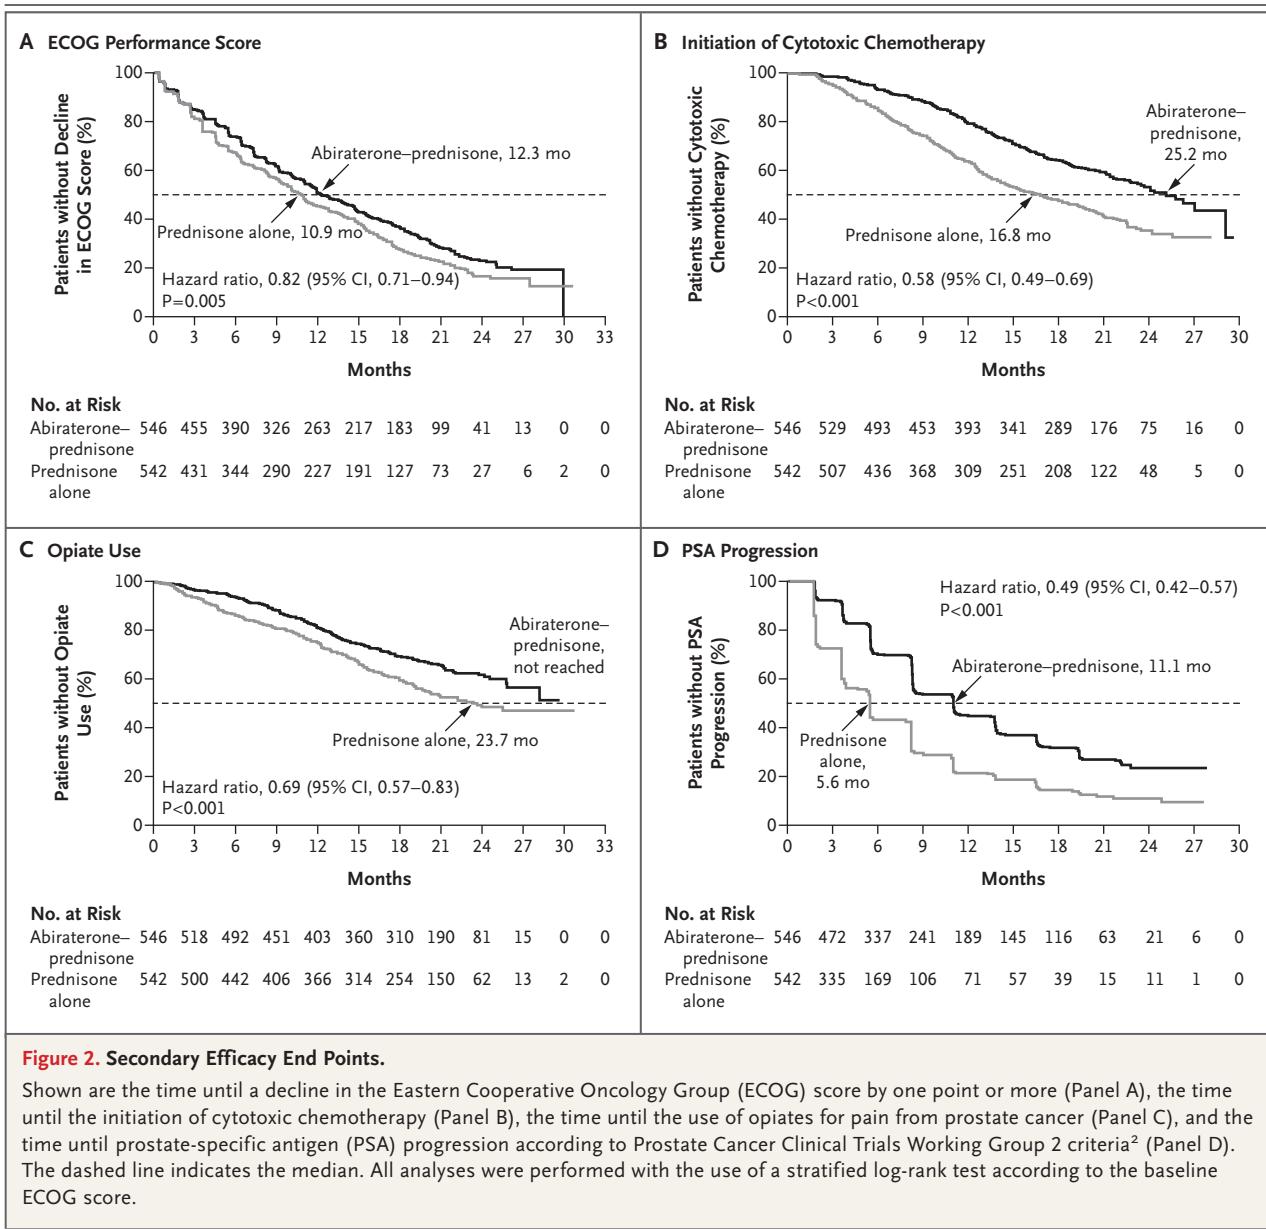 A ECOG Performance Score
Patients without Decline
in ECOG Score (%)
100
80
60
40
20
0
Abiraterone–prednisone, 12.3 mo
Prednisone alone, 10.9 mo
Hazard ratio, 0.82 (95% CI, 0.71–0.94)
P=0.005
0 3 6 9 12 15 18 21 24 27 30 33
Months
No. at Risk
Abiraterone– 546 455 390 326 263 217 183 99 41 13 0 0
prednisone
Prednisone 542 431 344 290 227 191 127 73 27 6 2 0
alone
B Initiation of Cytotoxic Chemotherapy
Patients without Cytotoxic
Chemotherapy (%)
100
80
60
40
20
0
Abiraterone–
prednisone,
25.2 mo
Prednisone alone, 16.8 mo
Hazard ratio, 0.58 (95% CI, 0.49–0.69)
P<0.001
0 3 6 9 12 15 18 21 24 27 30
Months
No. at Risk
Abiraterone– 546 529 493 453 393 341 289 176 75 16 0
prednisone
Prednisone 542 507 436 368 309 251 208 122 48 5 0
alone
C Opiate Use
Patients without Opiate
Use (%)
100
80
60
40
20
0
Abiraterone–
prednisone,
not reached
Prednisone alone, 23.7 mo
Hazard ratio, 0.69 (95% CI, 0.57–0.83)
P<0.001
0 3 6 9 12 15 18 21 24 27 30 33
Months
No. at Risk
Abiraterone– 546 518 492 451 403 360 310 190 81 15 0 0
prednisone
Prednisone 542 500 442 406 366 314 254 150 62 13 2 0
alone
D PSA Progression
Patients without PSA
Progression (%)
100
80
60
40
20
0
Hazard ratio, 0.49 (95% CI, 0.42–0.57)
P<0.001
Abiraterone–prednisone, 11.1 mo
Prednisone
alone,
5.6 mo
0 3 6 9 12 15 18 21 24 27 30
Months
No. at Risk
Abiraterone– 546 472 337 241 189 145 116 63 21 6 0
prednisone
Prednisone 542 335 169 106 71 57 39 15 11 1 0
alone
Figure 2. Secondary Efficacy End Points.
Shown are the time until a decline in the Eastern Cooperative Oncology Group (ECOG) score by one point or more (Panel A), the time
until the initiation of cytotoxic chemotherapy (Panel B), the time until the use of opiates for pain from prostate cancer (Panel C), and the
time until prostate-specific antigen (PSA) progression according to Prostate Cancer Clinical Trials Working Group 2 criteria² (Panel D).
The dashed line indicates the median. All analyses were performed with the use of a stratified log-rank test according to the baseline
ECOG score.